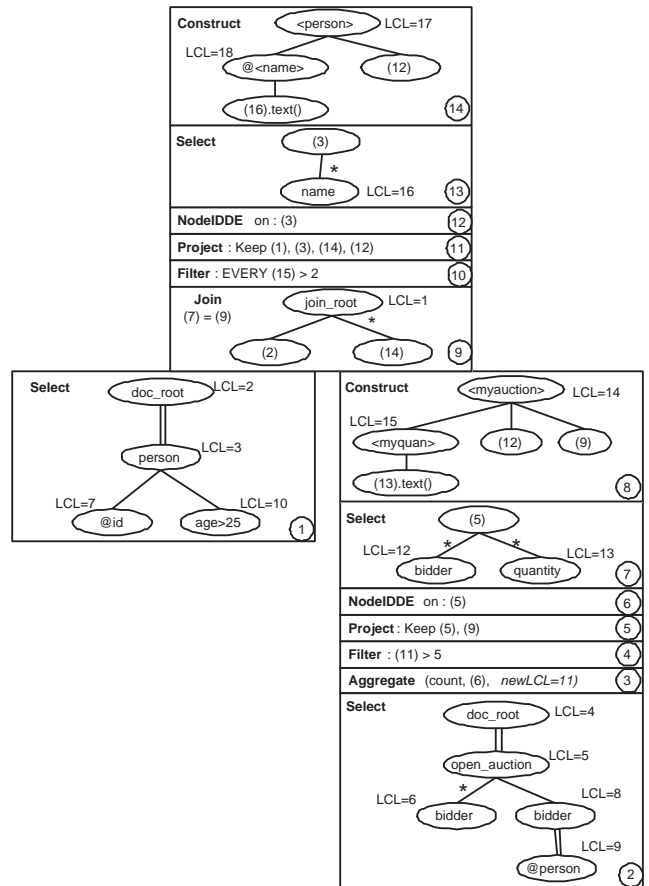 Construct <person> LCL=17
LCL=18
@<name> (12)
(16).text() 14
Select (3)
*
name LCL=16 13
NodeIDDE on : (3) 12
Project : Keep (1), (3), (14), (12) 11
Filter : EVERY (15) > 2 10
Join join_root LCL=1
(7) = (9) *
(2) (14) 9
Select doc_root LCL=2
person LCL=3
LCL=7 LCL=10
@id age>25 1
Construct <myauction> LCL=14
LCL=15
<myquan> (12) (9)
(13).text() 8
Select (5)
* *
LCL=12 LCL=13
bidder quantity 7
NodeIDDE on : (5) 6
Project : Keep (5), (9) 5
Filter : (11) > 5 4
Aggregate (count, (6), newLCL=11) 3
Select doc_root LCL=4
open_auction LCL=5
*
LCL=6 LCL=8
bidder bidder
LCL=9
@person 2